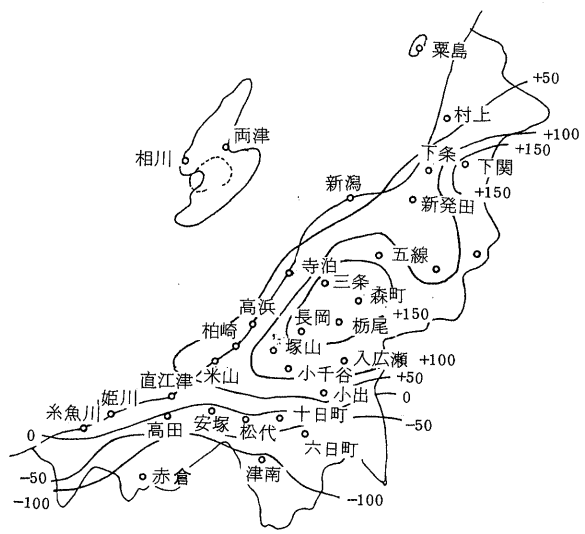 粟島
+50
村上
両津
相川
+100
+150
下条
下関
新潟
+150
新発田
五線
寺泊
三条
森町
高浜
長岡
+150
栃尾
柏崎
塚山
入広瀬
+100
米山
小千谷
+50
直江津
姫川
小出
0
糸魚川
十日町
-50
0
高田
安塚
松代
六日町
-50
赤倉
津南
-100
-100